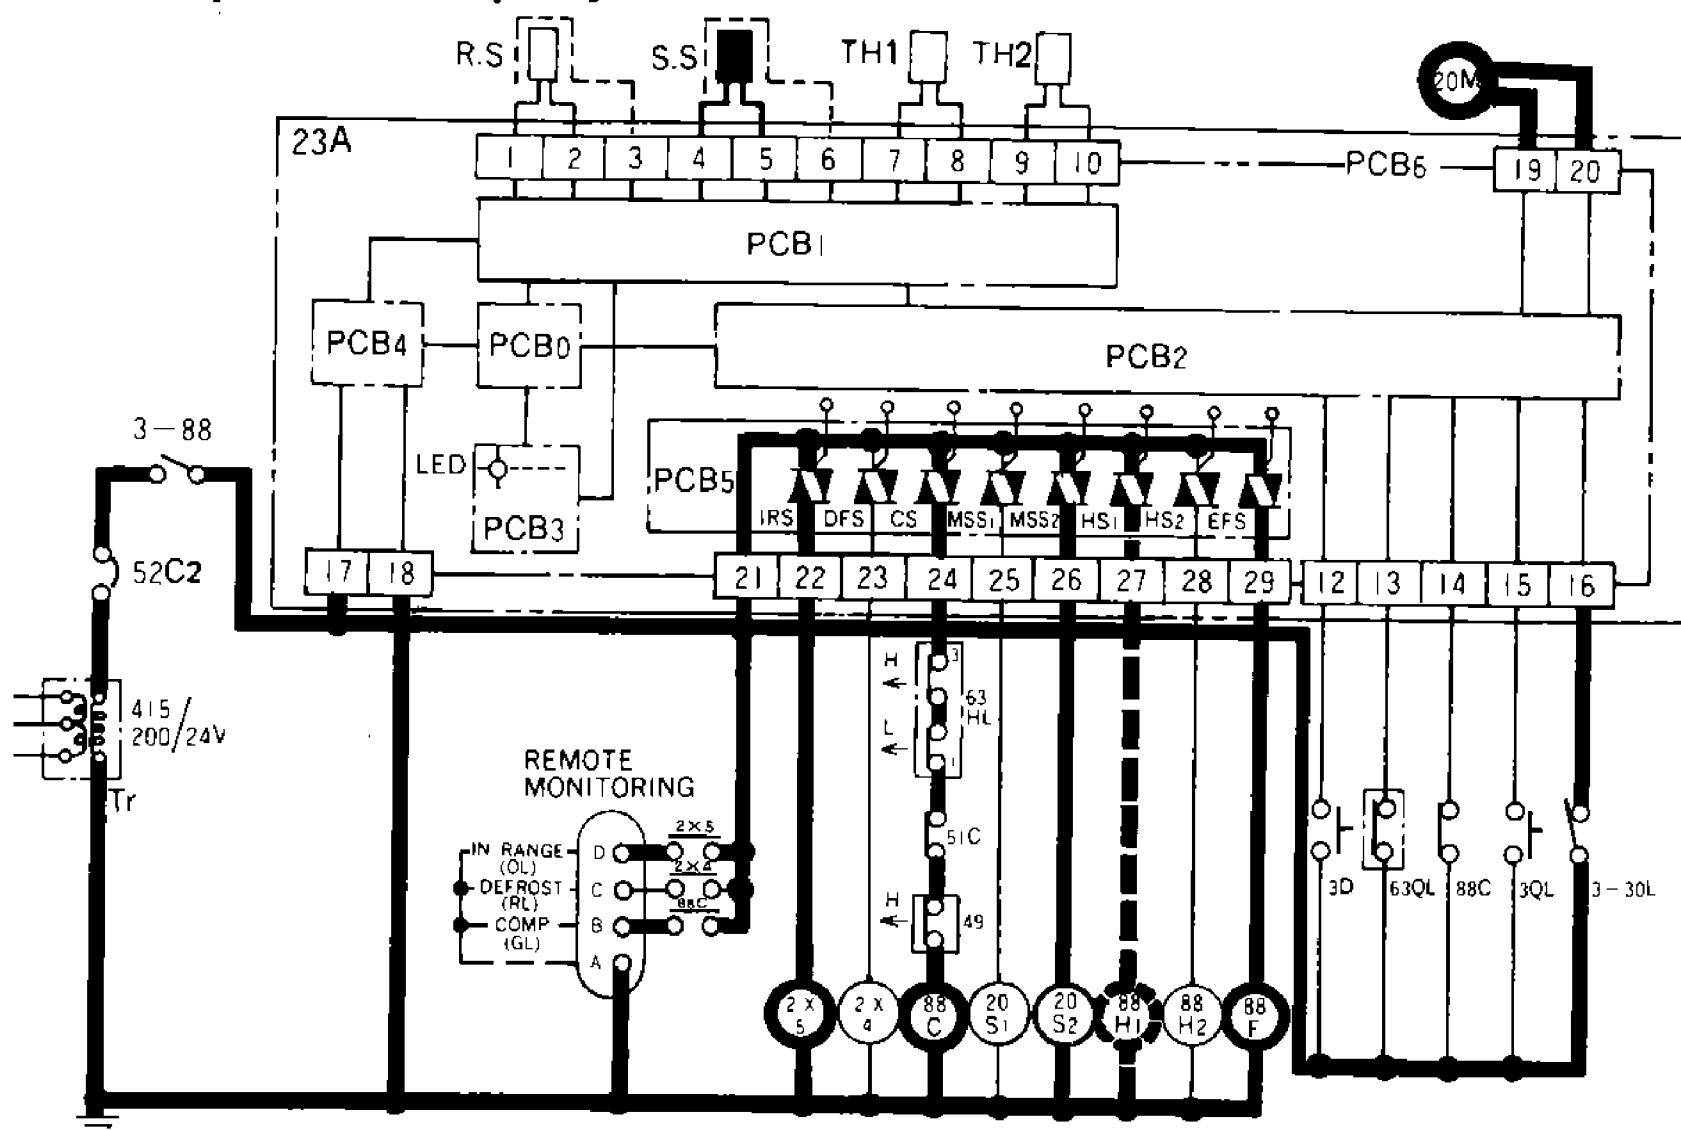 R.S S.S TH1 TH2 20M
23A
1 2 3 4 5 6 7 8 9 10 PCB6 19 20
PCB1
PCB4 PCB0 PCB2
3-88
LED
PCB3
PCB5
IRS DFS CS MSS1 MSS2 HS1 HS2 EFS
52C2
17 18 21 22 23 24 25 26 27 28 29 12 13 14 15 16
415/
200/24V
Tr
H 3
63
HL
L
1
51C
H
49
REMOTE
MONITORING
2X5
IN RANGE D
(OL)
2X4
DEFROST C
(RL)
88C
COMP B
(GL)
A
3D 63QL 88C 3QL 3-30L
2X 2X 88 20 20 88 88 88
5 4 C S1 S2 H1 H2 F